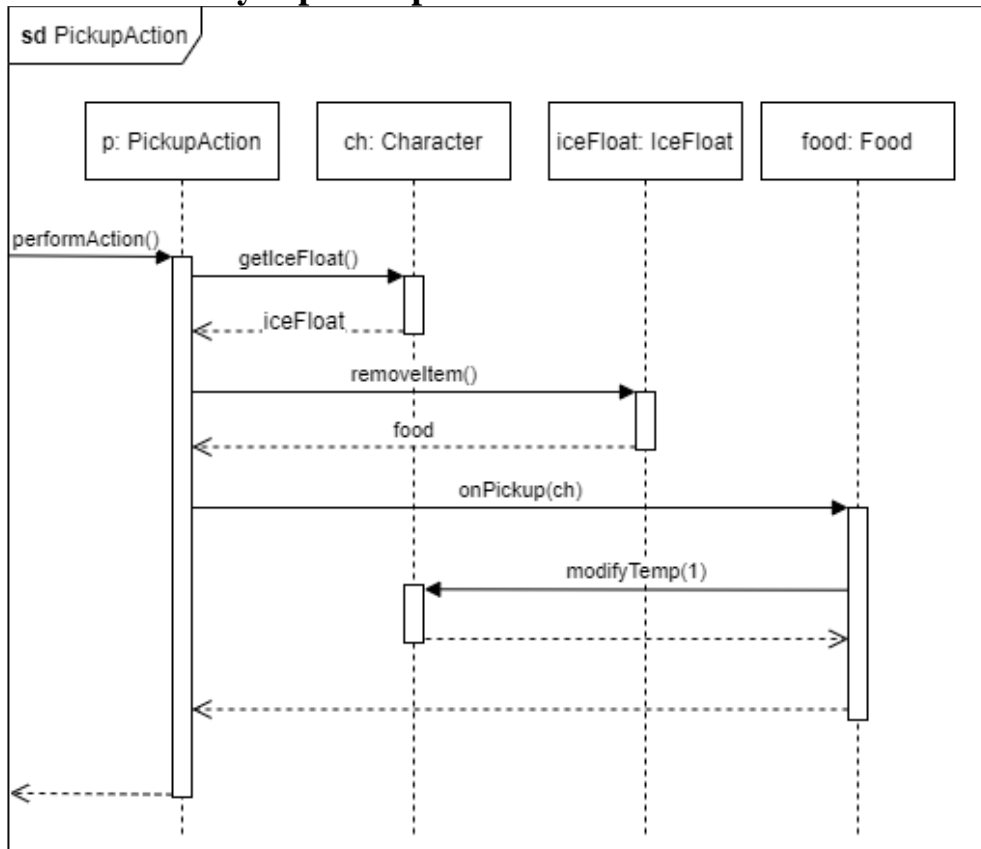 sd PickupAction
p: PickupAction
ch: Character
iceFloat: IceFloat
food: Food
performAction()
getIceFloat()
iceFloat
removeItem()
food
onPickup(ch)
modifyTemp(1)